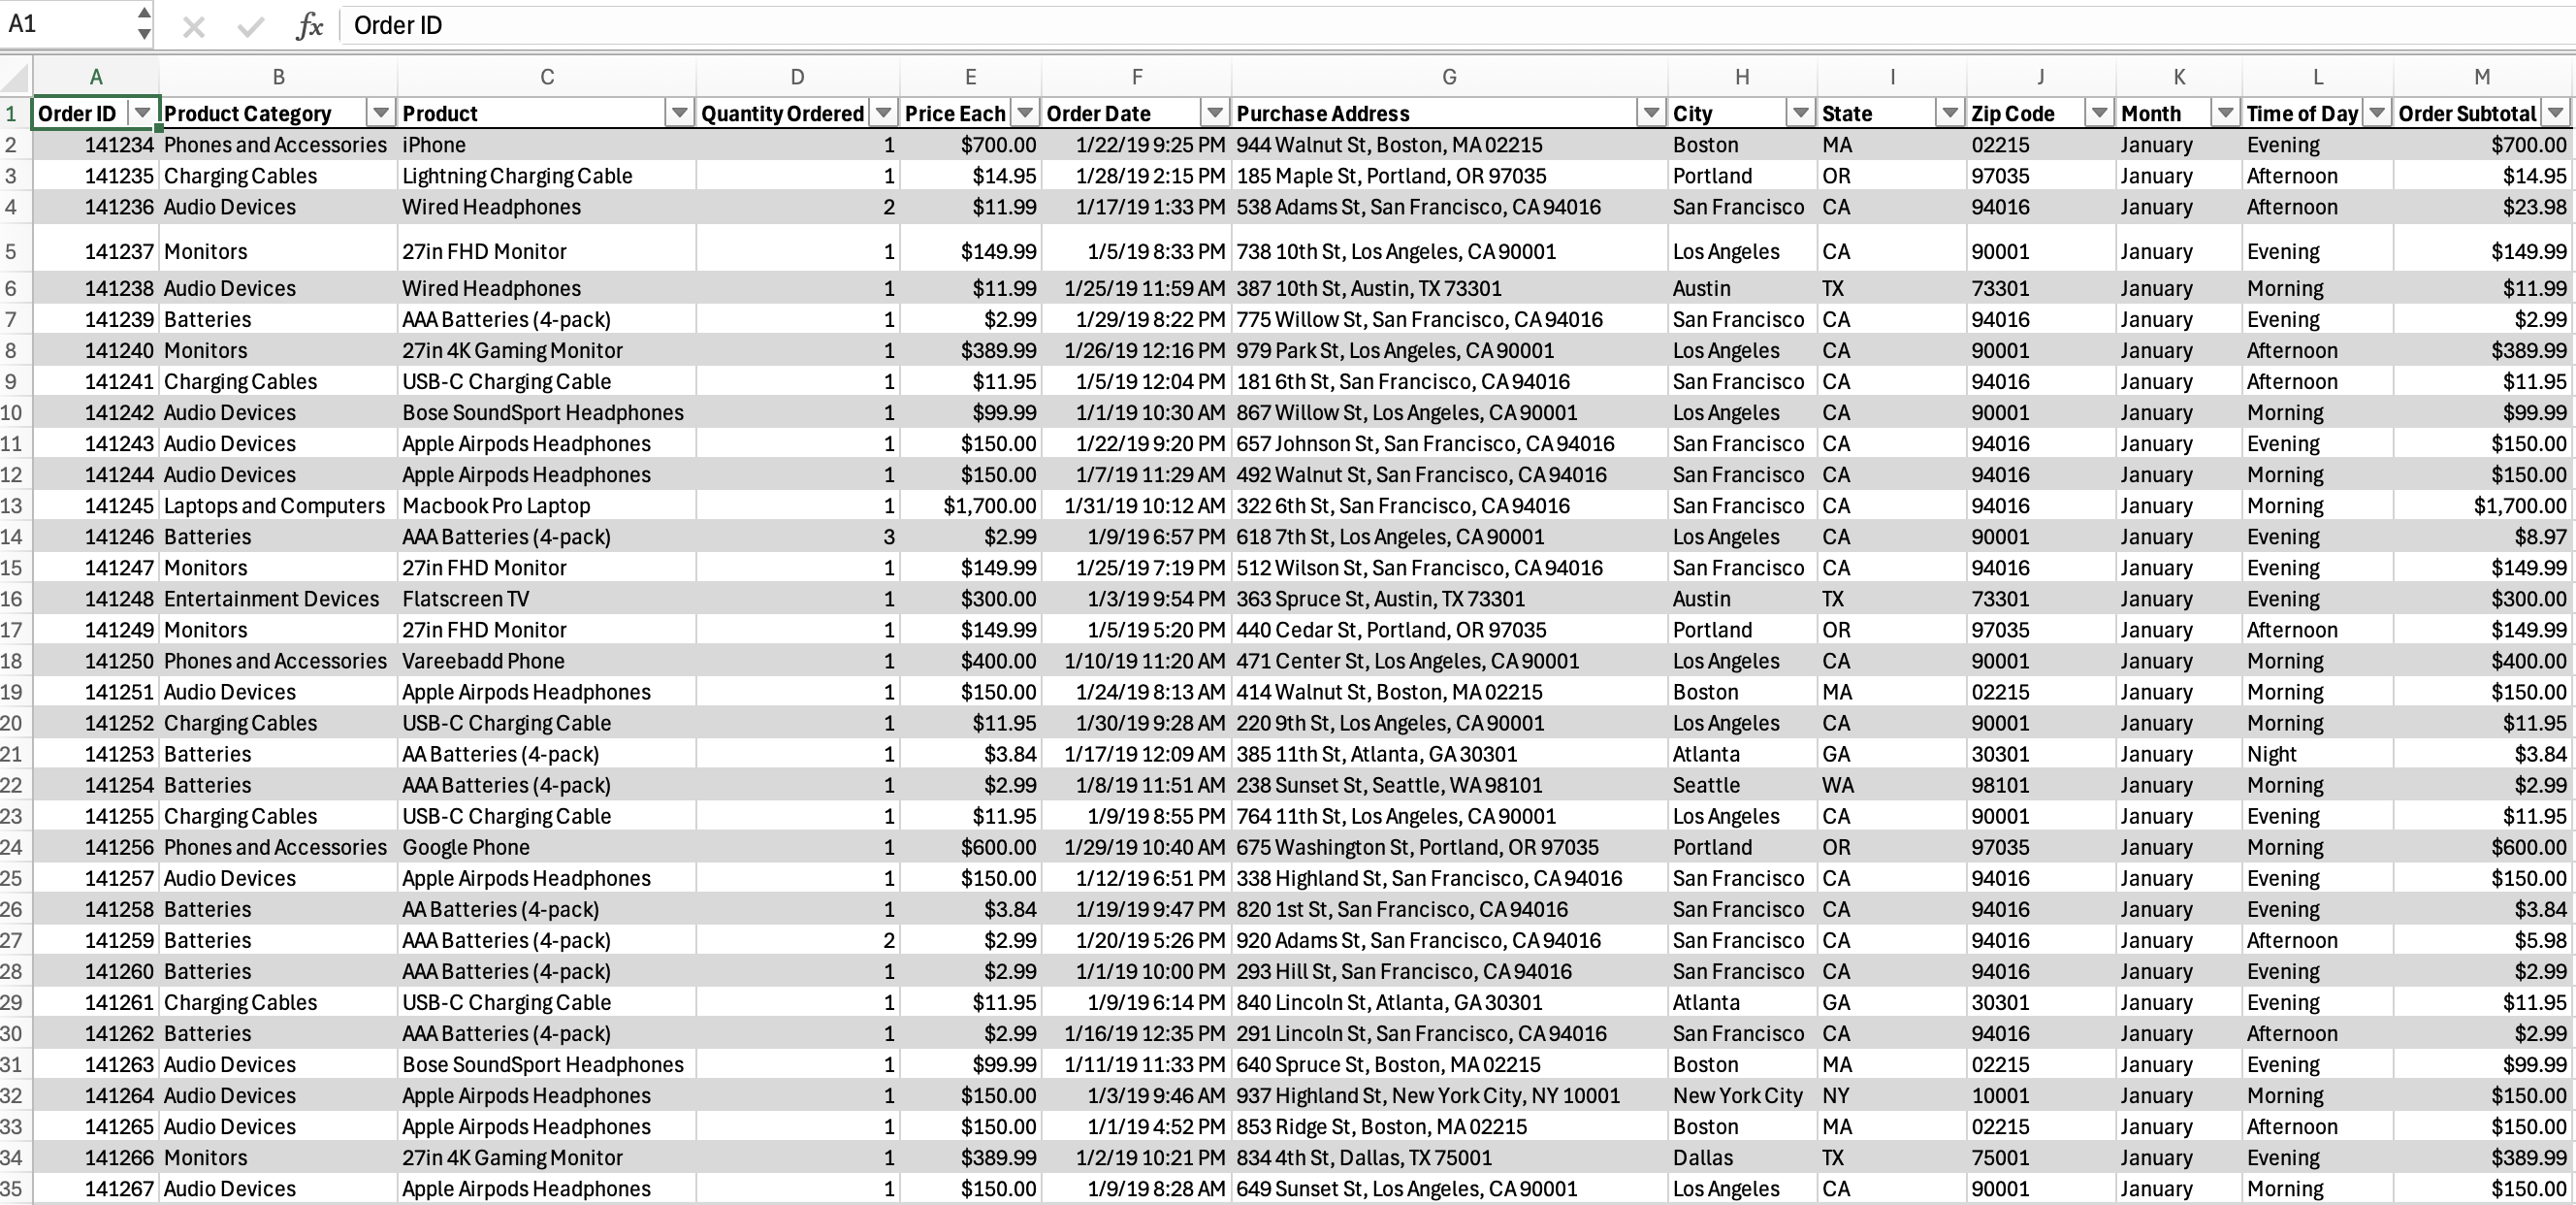 A1 fx Order ID
A B C D E F G H I J K L M
1 Order ID Product Category Product Quantity Ordered Price Each Order Date Purchase Address City State Zip Code Month Time of Day Order Subtotal
2 141234 Phones and Accessories iPhone 1 $700.00 1/22/19 9:25 PM 944 Walnut St, Boston, MA 02215 Boston MA 02215 January Evening $700.00
3 141235 Charging Cables Lightning Charging Cable 1 $14.95 1/28/19 2:15 PM 185 Maple St, Portland, OR 97035 Portland OR 97035 January Afternoon $14.95
4 141236 Audio Devices Wired Headphones 2 $11.99 1/17/19 1:33 PM 538 Adams St, San Francisco, CA 94016 San Francisco CA 94016 January Afternoon $23.98
5 141237 Monitors 27in FHD Monitor 1 $149.99 1/5/19 8:33 PM 738 10th St, Los Angeles, CA 90001 Los Angeles CA 90001 January Evening $149.99
6 141238 Audio Devices Wired Headphones 1 $11.99 1/25/19 11:59 AM 387 10th St, Austin, TX 73301 Austin TX 73301 January Morning $11.99
7 141239 Batteries AAA Batteries (4-pack) 1 $2.99 1/29/19 8:22 PM 775 Willow St, San Francisco, CA 94016 San Francisco CA 94016 January Evening $2.99
8 141240 Monitors 27in 4K Gaming Monitor 1 $389.99 1/26/19 12:16 PM 979 Park St, Los Angeles, CA 90001 Los Angeles CA 90001 January Afternoon $389.99
9 141241 Charging Cables USB-C Charging Cable 1 $11.95 1/5/19 12:04 PM 181 6th St, San Francisco, CA 94016 San Francisco CA 94016 January Afternoon $11.95
10 141242 Audio Devices Bose SoundSport Headphones 1 $99.99 1/1/19 10:30 AM 867 Willow St, Los Angeles, CA 90001 Los Angeles CA 90001 January Morning $99.99
11 141243 Audio Devices Apple Airpods Headphones 1 $150.00 1/22/19 9:20 PM 657 Johnson St, San Francisco, CA 94016 San Francisco CA 94016 January Evening $150.00
12 141244 Audio Devices Apple Airpods Headphones 1 $150.00 1/7/19 11:29 AM 492 Walnut St, San Francisco, CA 94016 San Francisco CA 94016 January Morning $150.00
13 141245 Laptops and Computers Macbook Pro Laptop 1 $1,700.00 1/31/19 10:12 AM 322 6th St, San Francisco, CA 94016 San Francisco CA 94016 January Morning $1,700.00
14 141246 Batteries AAA Batteries (4-pack) 3 $2.99 1/9/19 6:57 PM 618 7th St, Los Angeles, CA 90001 Los Angeles CA 90001 January Evening $8.97
15 141247 Monitors 27in FHD Monitor 1 $149.99 1/25/19 7:19 PM 512 Wilson St, San Francisco, CA 94016 San Francisco CA 94016 January Evening $149.99
16 141248 Entertainment Devices Flatscreen TV 1 $300.00 1/3/19 9:54 PM 363 Spruce St, Austin, TX 73301 Austin TX 73301 January Evening $300.00
17 141249 Monitors 27in FHD Monitor 1 $149.99 1/5/19 5:20 PM 440 Cedar St, Portland, OR 97035 Portland OR 97035 January Afternoon $149.99
18 141250 Phones and Accessories Vareebadd Phone 1 $400.00 1/10/19 11:20 AM 471 Center St, Los Angeles, CA 90001 Los Angeles CA 90001 January Morning $400.00
19 141251 Audio Devices Apple Airpods Headphones 1 $150.00 1/24/19 8:13 AM 414 Walnut St, Boston, MA 02215 Boston MA 02215 January Morning $150.00
20 141252 Charging Cables USB-C Charging Cable 1 $11.95 1/30/19 9:28 AM 220 9th St, Los Angeles, CA 90001 Los Angeles CA 90001 January Morning $11.95
21 141253 Batteries AA Batteries (4-pack) 1 $3.84 1/17/19 12:09 AM 385 11th St, Atlanta, GA 30301 Atlanta GA 30301 January Night $3.84
22 141254 Batteries AAA Batteries (4-pack) 1 $2.99 1/8/19 11:51 AM 238 Sunset St, Seattle, WA 98101 Seattle WA 98101 January Morning $2.99
23 141255 Charging Cables USB-C Charging Cable 1 $11.95 1/9/19 8:55 PM 764 11th St, Los Angeles, CA 90001 Los Angeles CA 90001 January Evening $11.95
24 141256 Phones and Accessories Google Phone 1 $600.00 1/29/19 10:40 AM 675 Washington St, Portland, OR 97035 Portland OR 97035 January Morning $600.00
25 141257 Audio Devices Apple Airpods Headphones 1 $150.00 1/12/19 6:51 PM 338 Highland St, San Francisco, CA 94016 San Francisco CA 94016 January Evening $150.00
26 141258 Batteries AA Batteries (4-pack) 1 $3.84 1/19/19 9:47 PM 820 1st St, San Francisco, CA 94016 San Francisco CA 94016 January Evening $3.84
27 141259 Batteries AAA Batteries (4-pack) 2 $2.99 1/20/19 5:26 PM 920 Adams St, San Francisco, CA 94016 San Francisco CA 94016 January Afternoon $5.98
28 141260 Batteries AAA Batteries (4-pack) 1 $2.99 1/1/19 10:00 PM 293 Hill St, San Francisco, CA 94016 San Francisco CA 94016 January Evening $2.99
29 141261 Charging Cables USB-C Charging Cable 1 $11.95 1/9/19 6:14 PM 840 Lincoln St, Atlanta, GA 30301 Atlanta GA 30301 January Evening $11.95
30 141262 Batteries AAA Batteries (4-pack) 1 $2.99 1/16/19 12:35 PM 291 Lincoln St, San Francisco, CA 94016 San Francisco CA 94016 January Afternoon $2.99
31 141263 Audio Devices Bose SoundSport Headphones 1 $99.99 1/11/19 11:33 PM 640 Spruce St, Boston, MA 02215 Boston MA 02215 January Evening $99.99
32 141264 Audio Devices Apple Airpods Headphones 1 $150.00 1/3/19 9:46 AM 937 Highland St, New York City, NY 10001 New York City NY 10001 January Morning $150.00
33 141265 Audio Devices Apple Airpods Headphones 1 $150.00 1/1/19 4:52 PM 853 Ridge St, Boston, MA 02215 Boston MA 02215 January Afternoon $150.00
34 141266 Monitors 27in 4K Gaming Monitor 1 $389.99 1/2/19 10:21 PM 834 4th St, Dallas, TX 75001 Dallas TX 75001 January Evening $389.99
35 141267 Audio Devices Apple Airpods Headphones 1 $150.00 1/9/19 8:28 AM 649 Sunset St, Los Angeles, CA 90001 Los Angeles CA 90001 January Morning $150.00